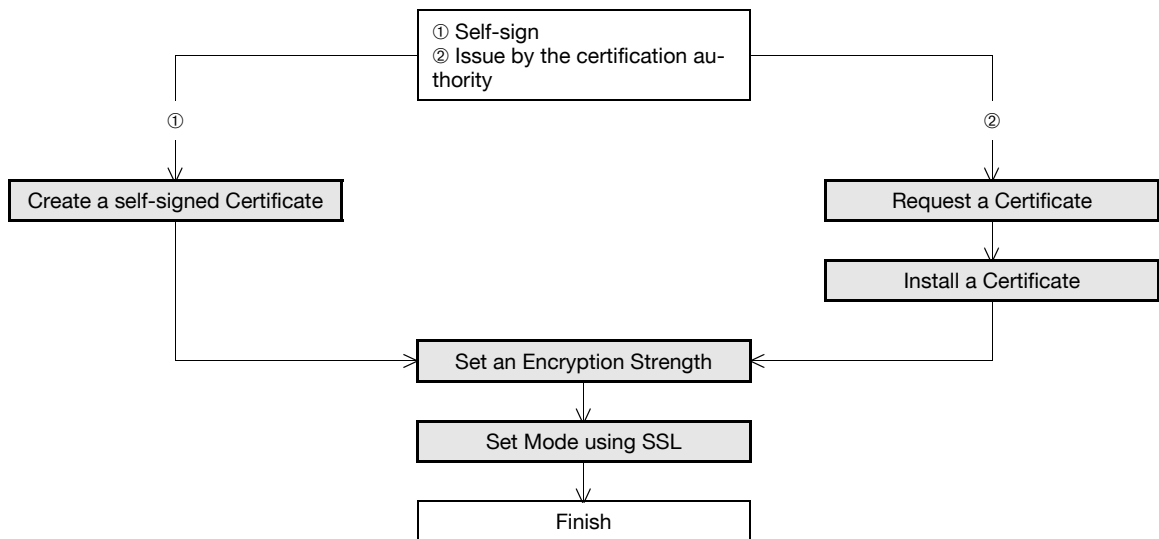 ① Self-sign
② Issue by the certification au-
thority
①
②
Create a self-signed Certificate
Request a Certificate
Install a Certificate
Set an Encryption Strength
Set Mode using SSL
Finish